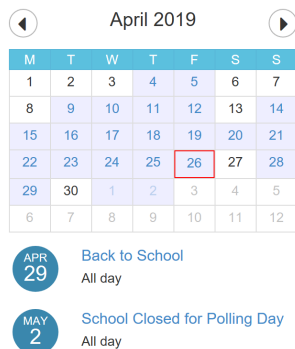 April 2019
M T W T F S S
1 2 3 4 5 6 7
8 9 10 11 12 13 14
15 16 17 18 19 20 21
22 23 24 25 26 27 28
29 30 1 2 3 4 5
6 7 8 9 10 11 12
APR
29
Back to School
All day
MAY
2
School Closed for Polling Day
All day